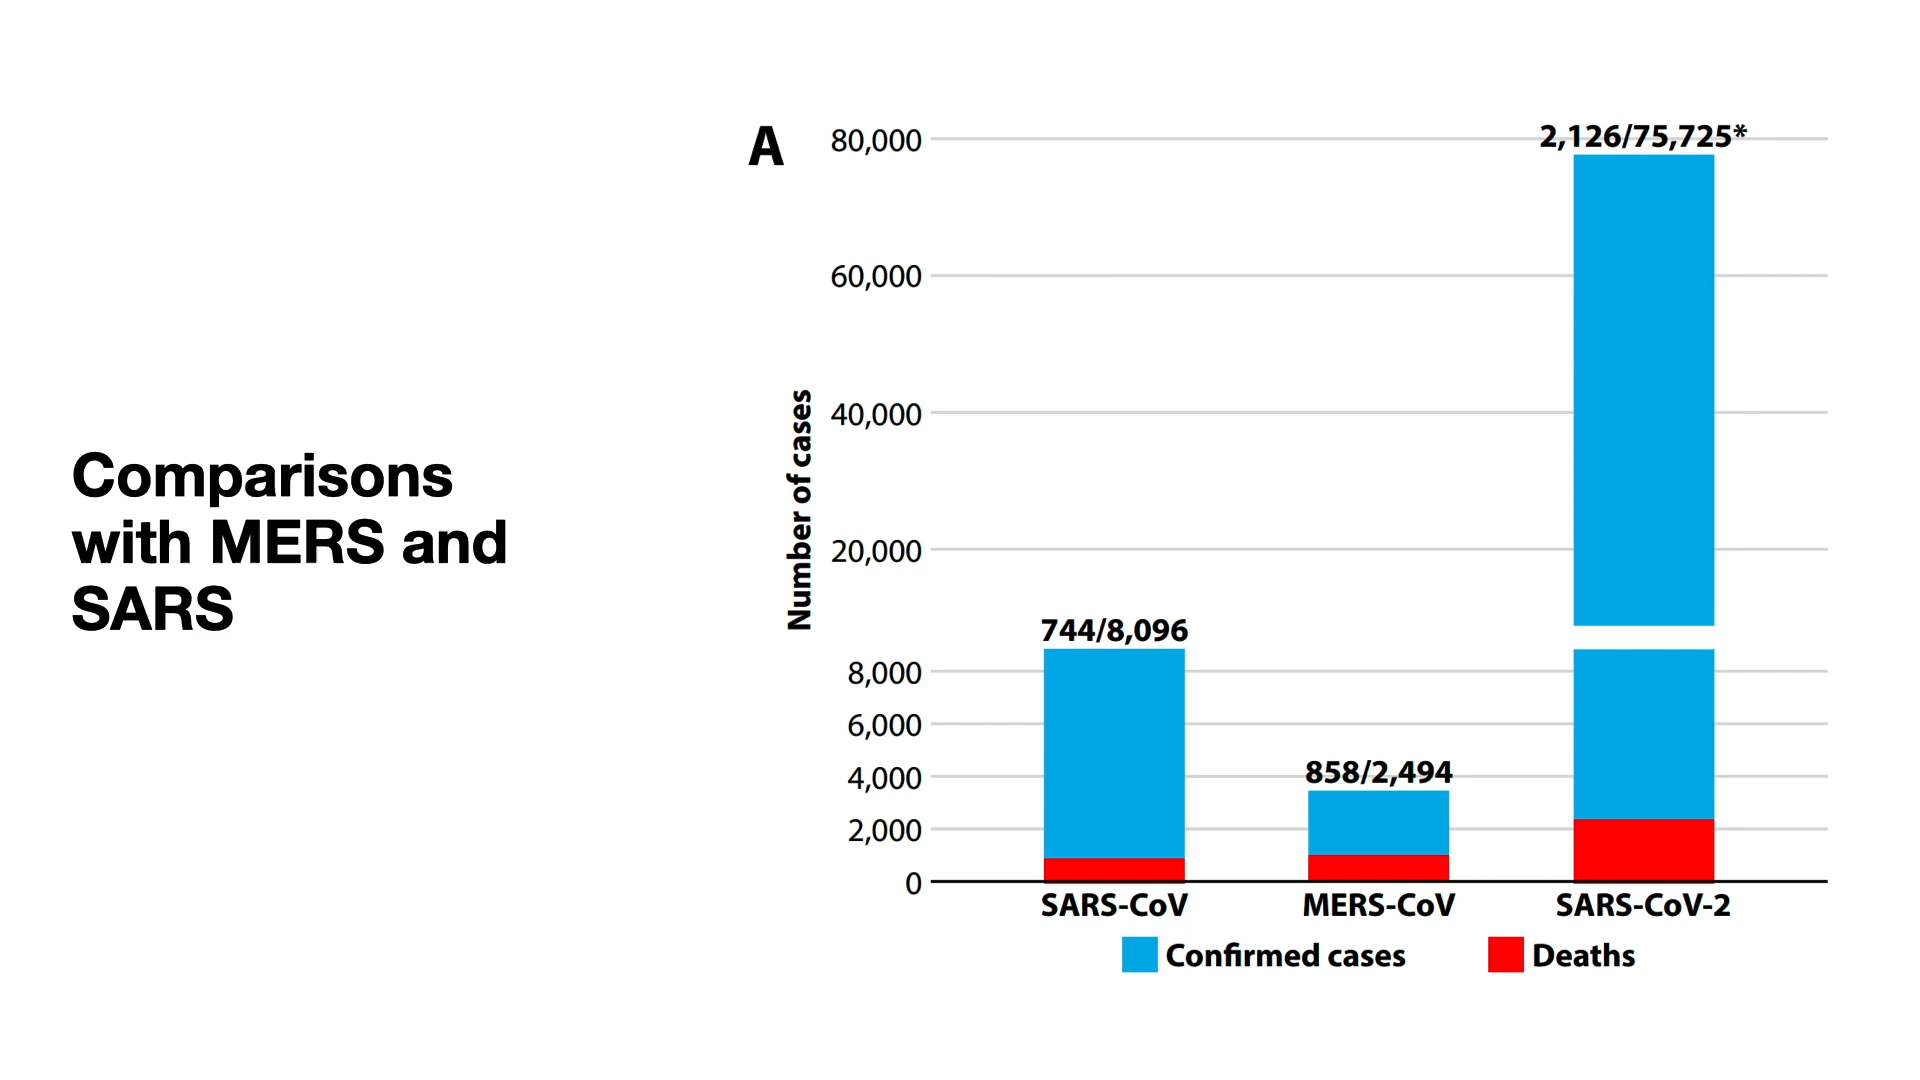 Comparisons
with MERS and
SARS
A
Number of cases
80,000
60,000
40,000
20,000
8,000
6,000
4,000
2,000
0
744/8,096
858/2,494
2,126/75,725*
SARS-CoV
MERS-CoV
SARS-CoV-2
Confirmed cases
Deaths